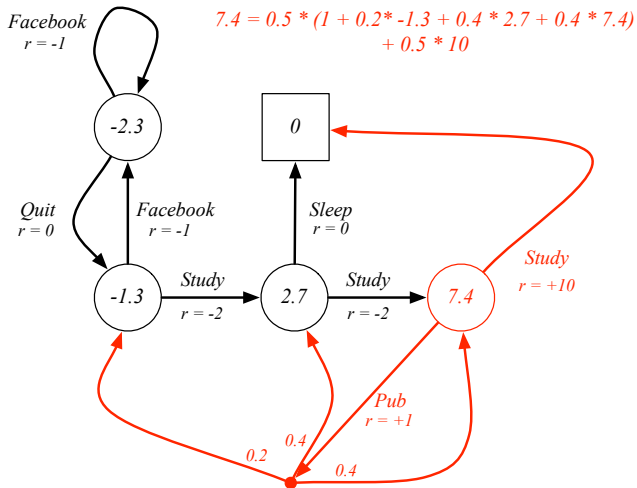 Facebook
r = -1
7.4 = 0.5 * (1 + 0.2* -1.3 + 0.4 * 2.7 + 0.4 * 7.4)
+ 0.5 * 10
-2.3
0
Quit
r = 0
Facebook
r = -1
Sleep
r = 0
Study
r = +10
-1.3
Study
r = -2
2.7
Study
r = -2
7.4
Pub
r = +1
0.2
0.4
0.4